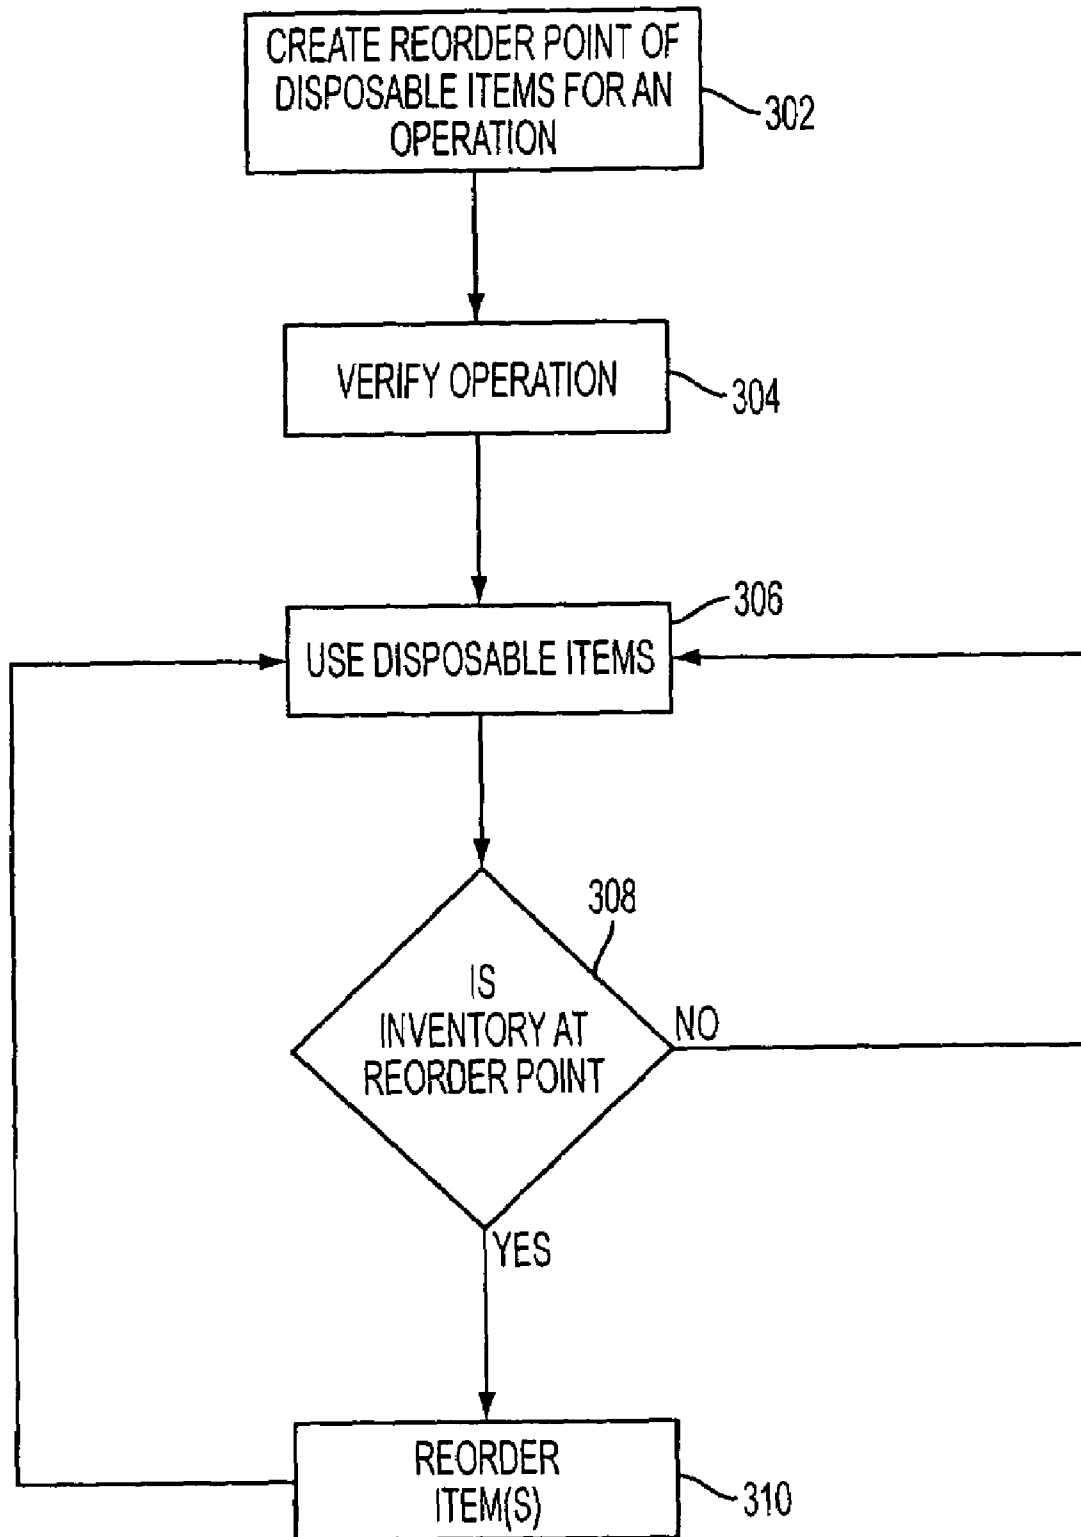 CREATE REORDER POINT OF
DISPOSABLE ITEMS FOR AN
OPERATION
302
VERIFY OPERATION
304
306
USE DISPOSABLE ITEMS
308
IS
INVENTORY AT
REORDER POINT
NO
YES
REORDER
ITEM(S)
310